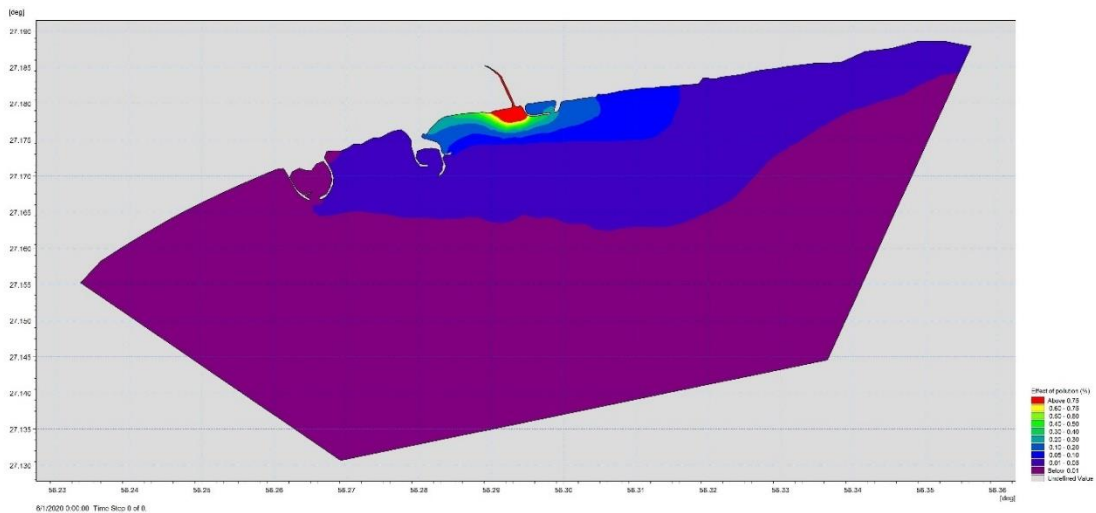 [deg]
27.190
27.185
27.180
27.175
27.170
27.165
27.160
27.155
27.150
27.145
27.140
27.135
27.130
56.23
56.24
56.25
56.26
56.27
56.28
56.29
56.30
56.31
56.32
56.33
56.34
56.35
56.36
[deg]
6/1/2020 0:00:00 Time Step 0 of 0.
Effect of pollution (%)
Above 0.75
0.60 - 0.75
0.50 - 0.60
0.40 - 0.50
0.30 - 0.40
0.20 - 0.30
0.10 - 0.20
0.05 - 0.10
0.01 - 0.05
Below 0.01
Undefined Value